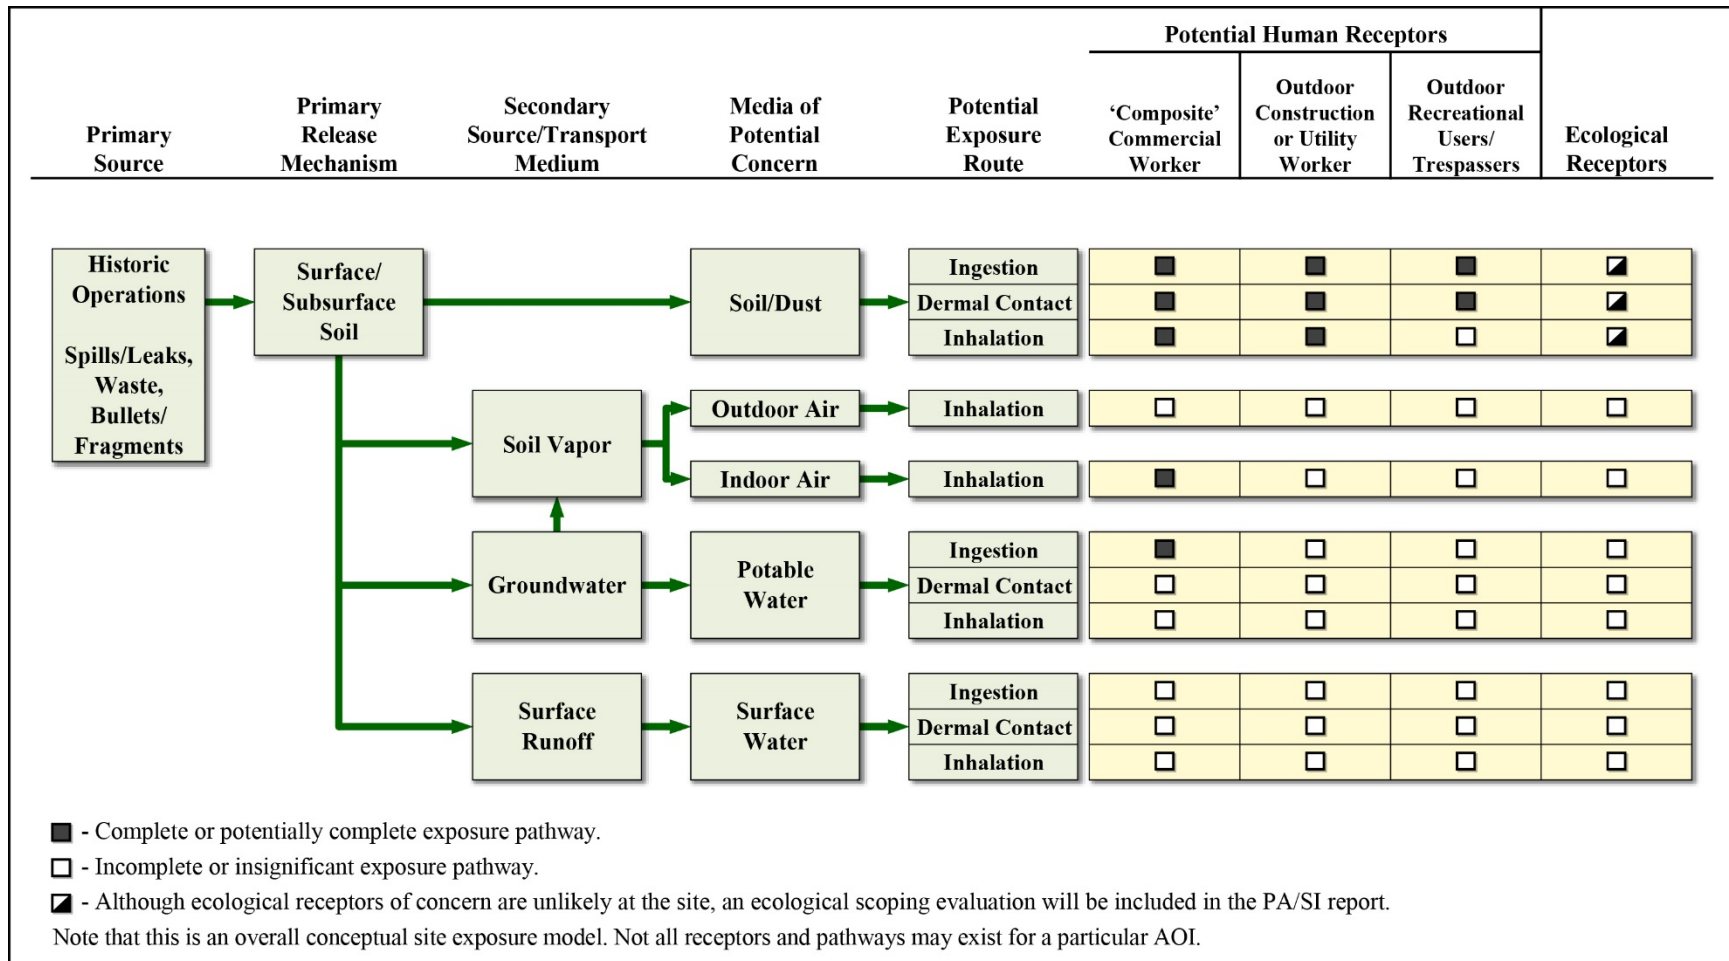 Potential Human Receptors
Primary
Source
Primary
Release
Mechanism
Secondary
Source/Transport
Medium
Media of
Potential
Concern
Potential
Exposure
Route
‘Composite’
Commercial
Worker
Outdoor
Construction
or Utility
Worker
Outdoor
Recreational
Users/
Trespassers
Ecological
Receptors
Historic
Operations
Spills/Leaks,
Waste,
Bullets/
Fragments
Surface/
Subsurface
Soil
Soil/Dust
Ingestion
Dermal Contact
Inhalation
Soil Vapor
Outdoor Air
Inhalation
Indoor Air
Inhalation
Groundwater
Potable
Water
Ingestion
Dermal Contact
Inhalation
Surface
Runoff
Surface
Water
Ingestion
Dermal Contact
Inhalation
- Complete or potentially complete exposure pathway.
- Incomplete or insignificant exposure pathway.
- Although ecological receptors of concern are unlikely at the site, an ecological scoping evaluation will be included in the PA/SI report.
Note that this is an overall conceptual site exposure model. Not all receptors and pathways may exist for a particular AOI.